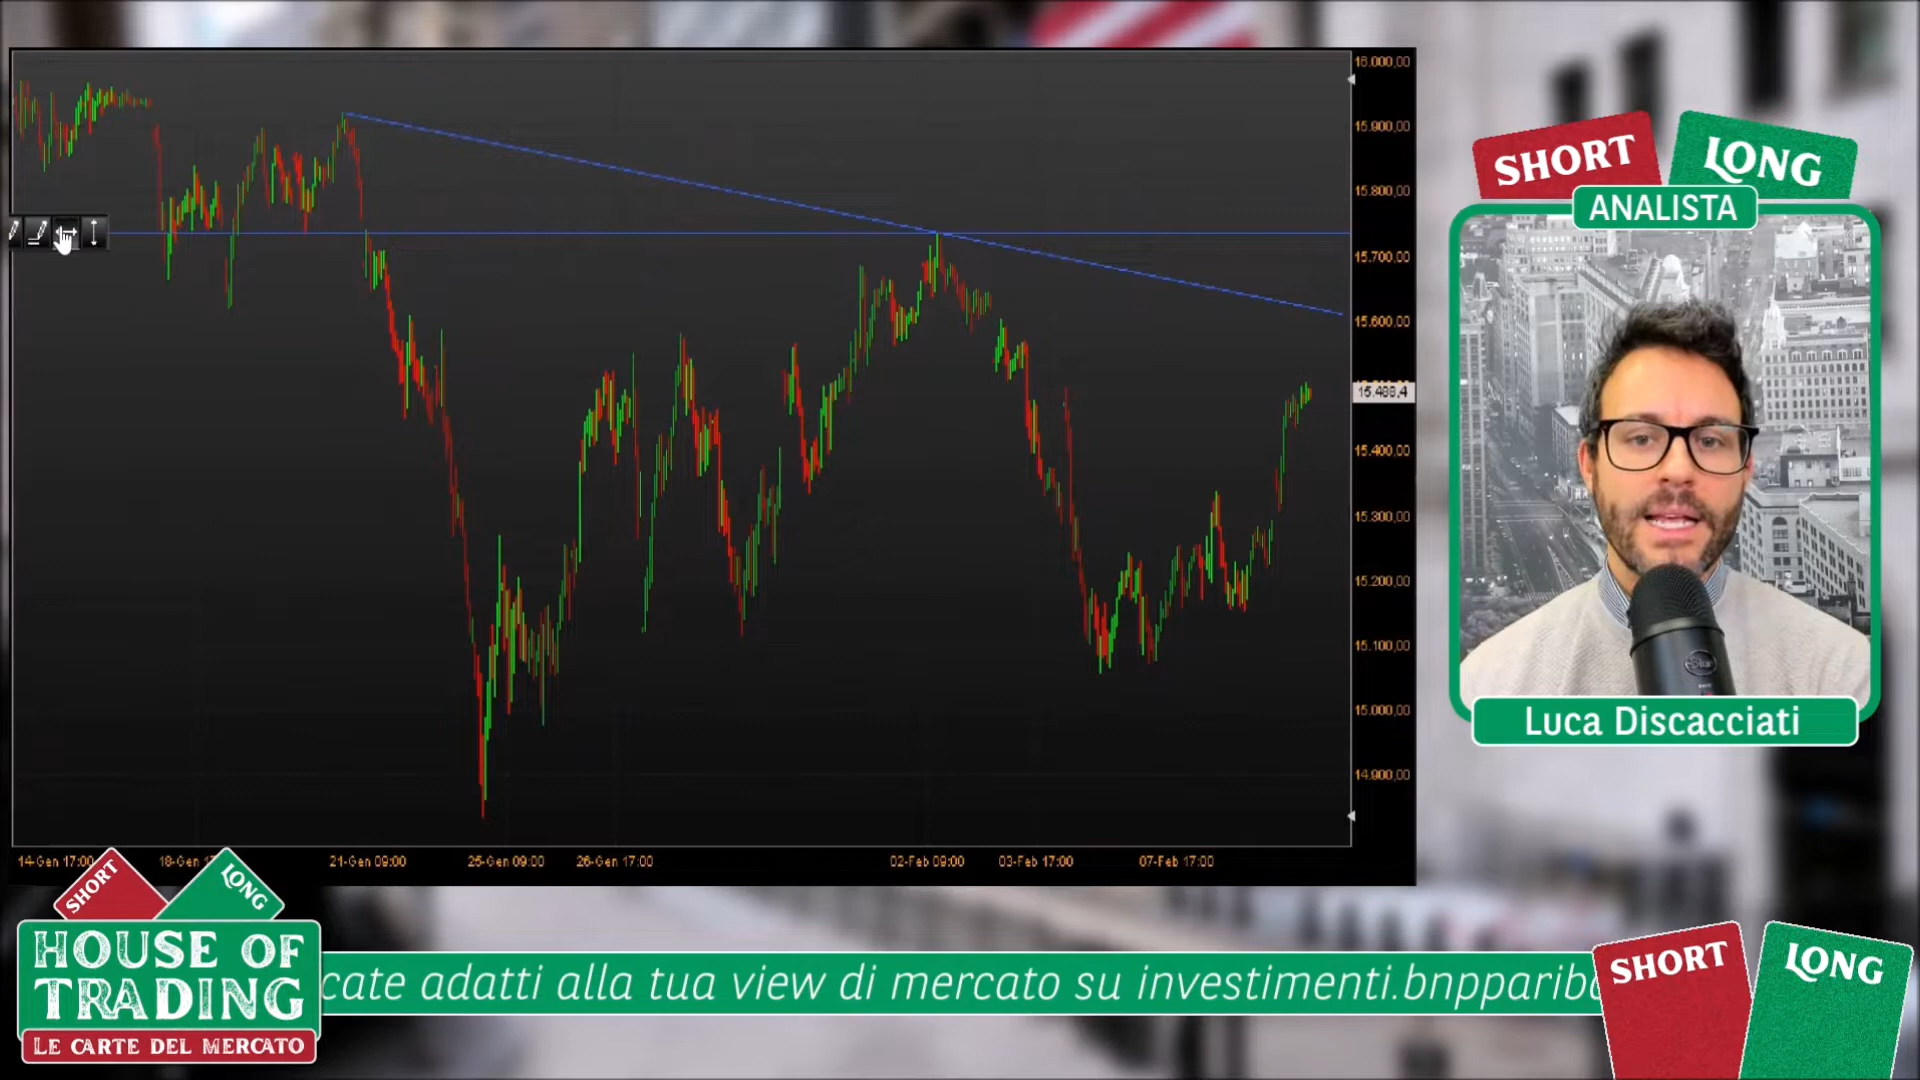 16.000,00
15.900,00
15.800,00
15.700,00
15.600,00
15.400,00
15.300,00
15.200,00
15.100,00
15.000,00
14.900,00
14-Gen 17:00
18-Gen
21-Gen 09:00
25-Gen 09:00
26-Gen 17:00
02-Feb 09:00
03-Feb 17:00
07-Feb 17:00
SHORT
LONG
ANALISTA
Luca Discacciati
SHORT
LONG
HOUSE OF
TRADING
LE CARTE DEL MERCATO
cate adatti alla tua view di mercato su investimenti.bnppariba
SHORT
LONG